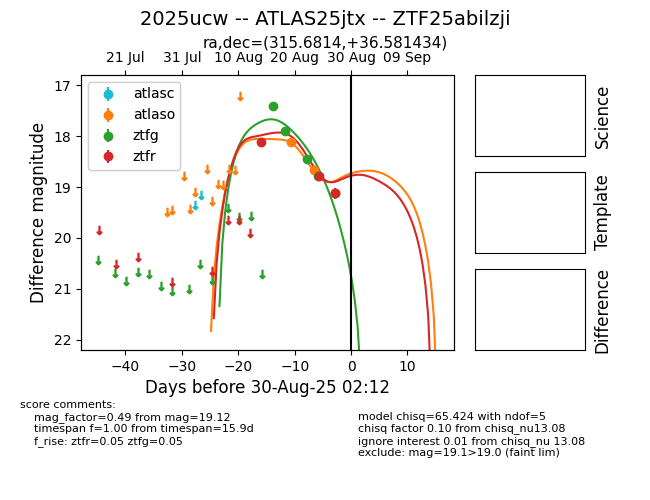 2025ucw -- ATLAS25jtx -- ZTF25abilzji
ra,dec=(315.6814,+36.581434)
21 Jul 31 Jul 10 Aug 20 Aug 30 Aug 09 Sep
atlasc
atlaso
ztfg
ztfr
17
18
19
20
21
22
Difference magnitude
−40 −30 −20 −10 0 10
Days before 30-Aug-25 02:12
Science
Template
Difference
score comments:
mag_factor=0.49 from mag=19.12
timespan f=1.00 from timespan=15.9d
f_rise: ztfr=0.05 ztfg=0.05
model chisq=65.424 with ndof=5
chisq factor 0.10 from chisq_nu13.08
ignore interest 0.01 from chisq_nu 13.08
exclude: mag=19.1>19.0 (faint lim)